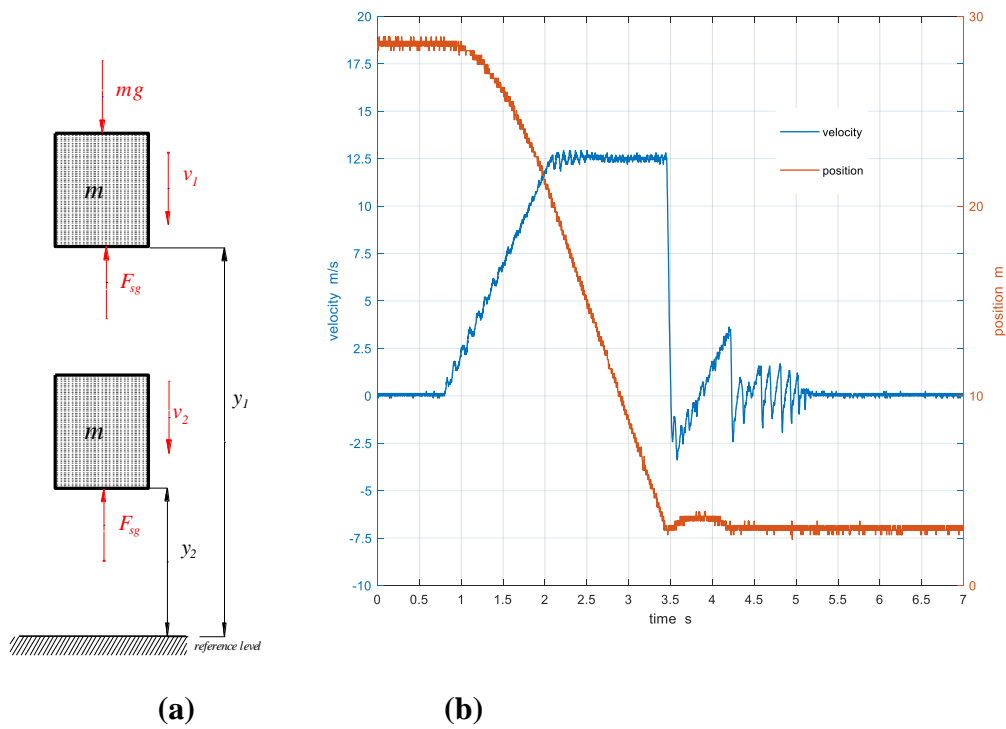 mg
m
v1
Fsg
m
v2
Fsg
y1
y2
reference level
(a)
20
17.5
15
12.5
10
7.5
5
2.5
0
-2.5
-5
-7.5
-10
velocity m/s
0 0.5 1 1.5 2 2.5 3 3.5 4 4.5 5 5.5 6 6.5 7
time s
30
20
10
0
position m
velocity
position
(b)